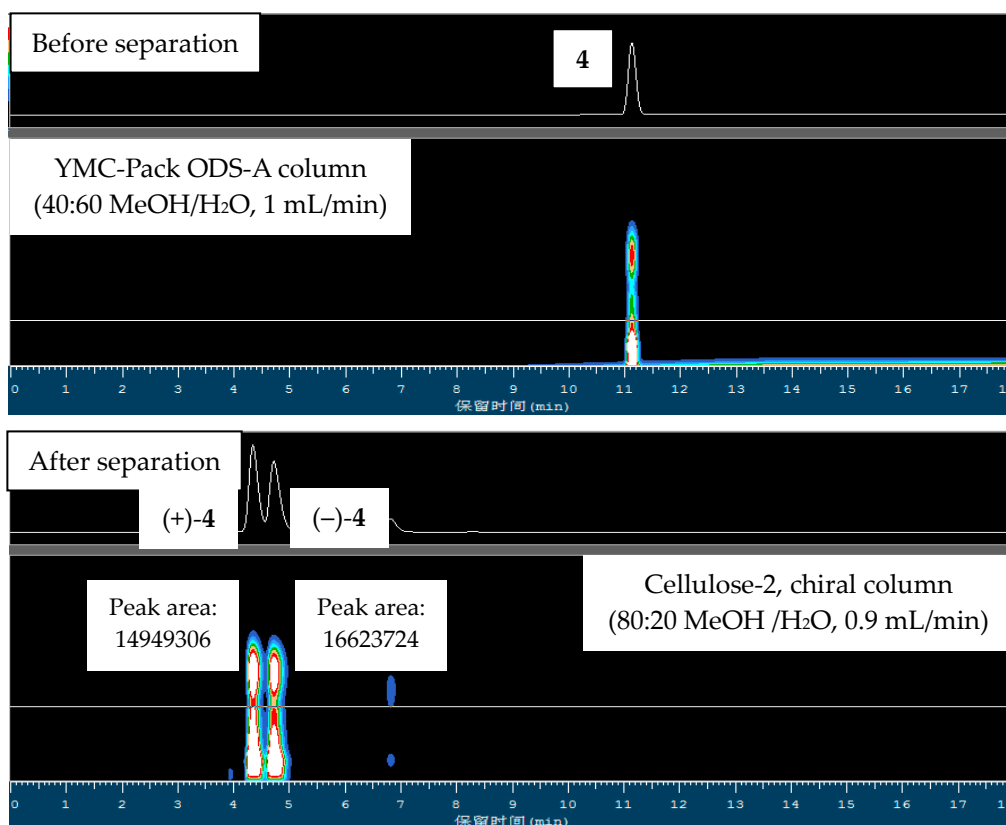 Before separation
4
YMC-Pack ODS-A column
(40:60 MeOH/H₂O, 1 mL/min)
0 1 2 3 4 5 6 7 8 9 10 11 12 13 14 15 16 17 1
保留时间(min)
After separation
(+)-4
(–)-4
Cellulose-2, chiral column
(80:20 MeOH /H₂O, 0.9 mL/min)
Peak area:
14949306
Peak area:
16623724
0 1 2 3 4 5 6 7 8 9 10 11 12 13 14 15 16 17 1
保留时间(min)